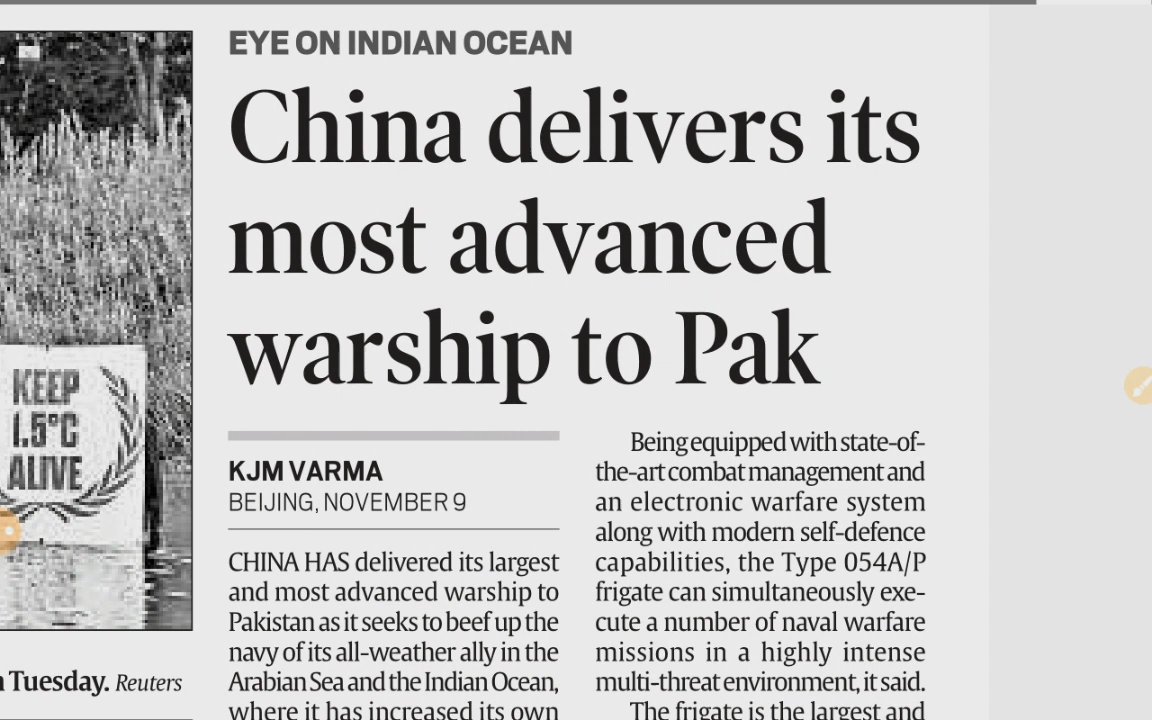 EYE ON INDIAN OCEAN
China delivers its
most advanced
warship to Pak
KJM VARMA
BEIJING, NOVEMBER 9
CHINA HAS delivered its largest
and most advanced warship to
Pakistan as it seeks to beef up the
navy of its all-weather ally in the
Arabian Sea and the Indian Ocean,
where it has increased its own
Being equipped with state-of-
the-art combat management and
an electronic warfare system
along with modern self-defence
capabilities, the Type 054A/P
frigate can simultaneously exe-
cute a number of naval warfare
missions in a highly intense
multi-threat environment, it said.
The frigate is the largest and
KEEP
1.5°C
ALIVE
Tuesday. Reuters